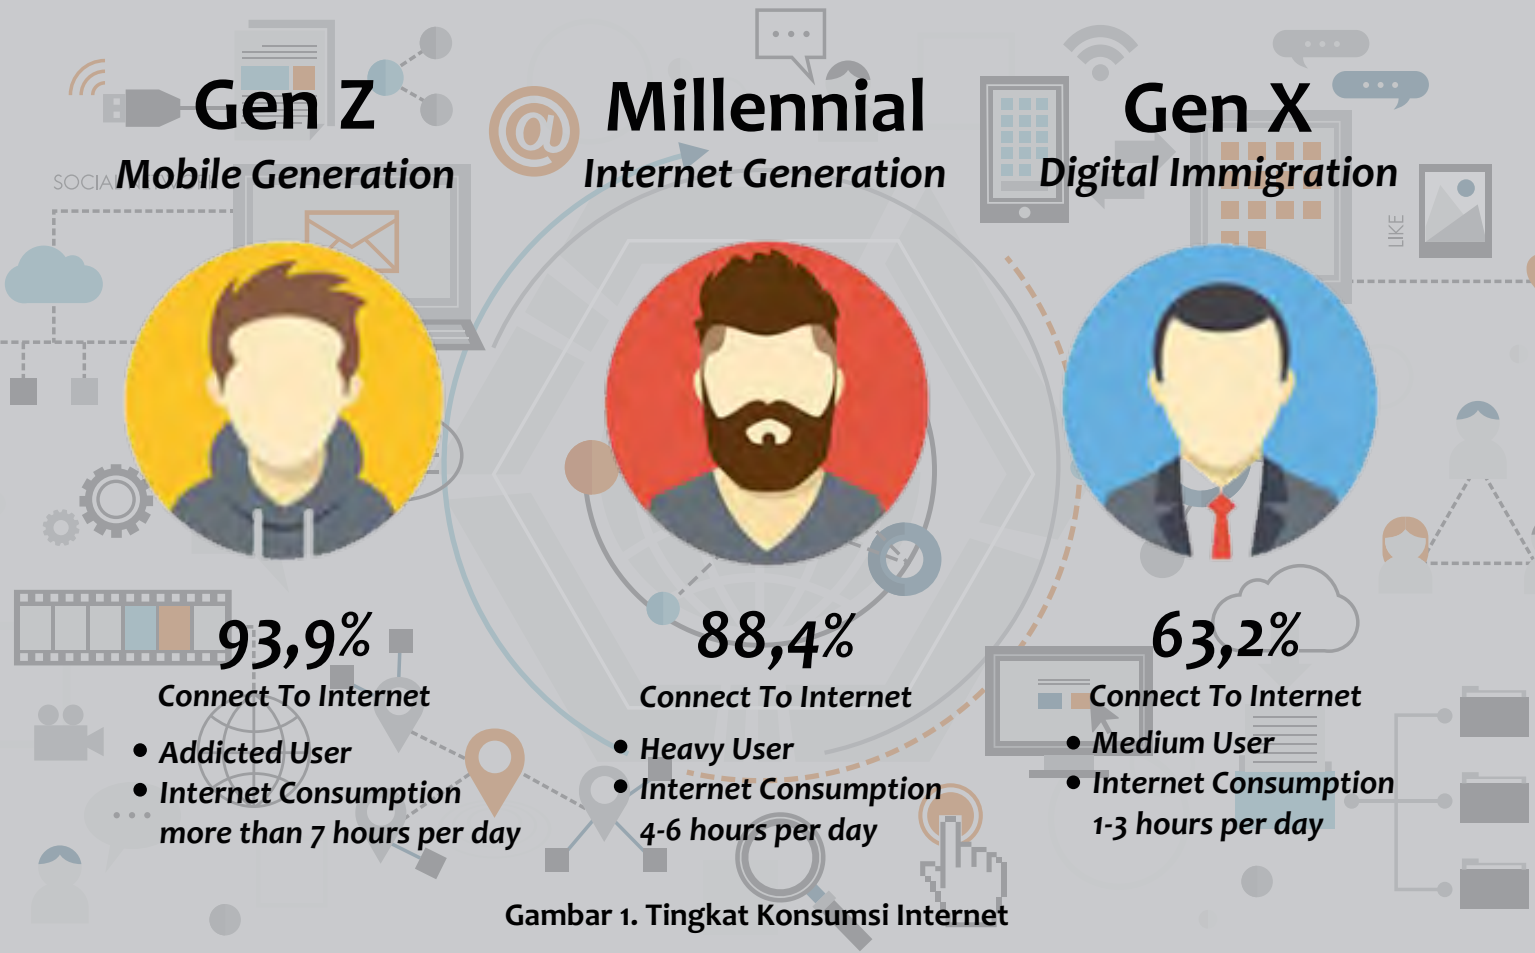 Gen Z
Mobile Generation
93,9%
Connect To Internet
• Addicted User
• Internet Consumption
more than 7 hours per day
Millennial
Internet Generation
88,4%
Connect To Internet
• Heavy User
• Internet Consumption
4-6 hours per day
Gen X
Digital Immigration
63,2%
Connect To Internet
• Medium User
• Internet Consumption
1-3 hours per day
LIKE
@
Gambar 1. Tingkat Konsumsi Internet